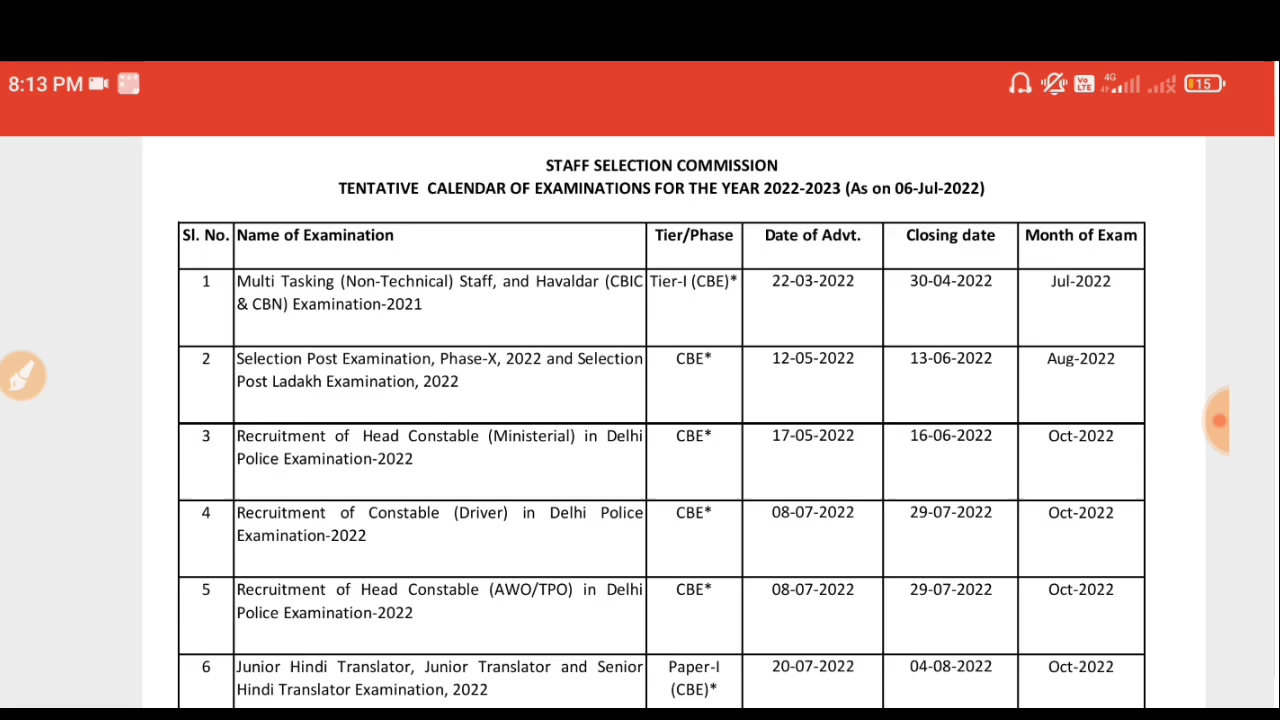 8:13 PM
4G
Vo
LTE
15
STAFF SELECTION COMMISSION
TENTATIVE CALENDAR OF EXAMINATIONS FOR THE YEAR 2022-2023 (As on 06-Jul-2022)
Sl. No. Name of Examination Tier/Phase Date of Advt. Closing date Month of Exam
1 Multi Tasking (Non-Technical) Staff, and Havaldar (CBIC Tier-I (CBE)* 22-03-2022 30-04-2022 Jul-2022
& CBN) Examination-2021
2 Selection Post Examination, Phase-X, 2022 and Selection CBE* 12-05-2022 13-06-2022 Aug-2022
Post Ladakh Examination, 2022
3 Recruitment of Head Constable (Ministerial) in Delhi CBE* 17-05-2022 16-06-2022 Oct-2022
Police Examination-2022
4 Recruitment of Constable (Driver) in Delhi Police CBE* 08-07-2022 29-07-2022 Oct-2022
Examination-2022
5 Recruitment of Head Constable (AWO/TPO) in Delhi CBE* 08-07-2022 29-07-2022 Oct-2022
Police Examination-2022
6 Junior Hindi Translator, Junior Translator and Senior Paper-I 20-07-2022 04-08-2022 Oct-2022
Hindi Translator Examination, 2022 (CBE)*